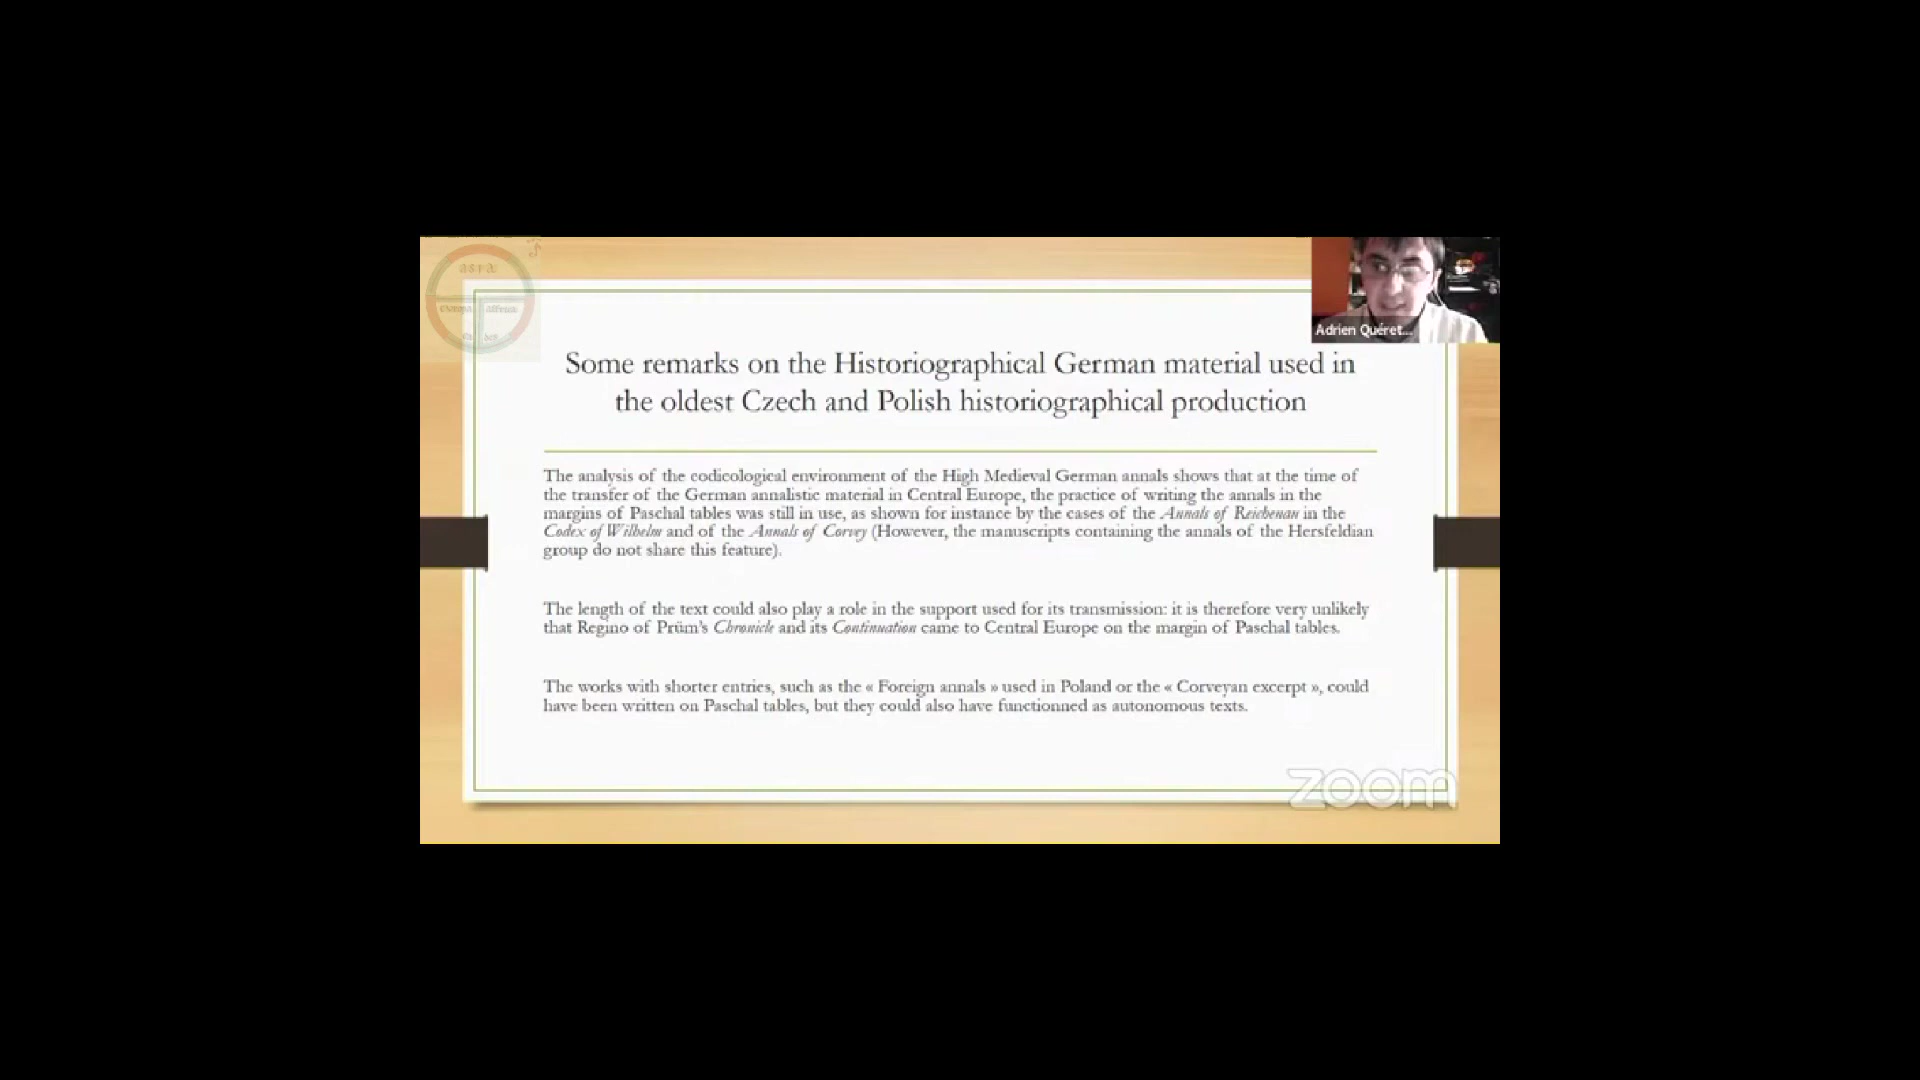 asia
europa affrica
Adrien Quéret...
Some remarks on the Historiographical German material used in
the oldest Czech and Polish historiographical production
The analysis of the codicological environment of the High Medieval German annals shows that at the time of
the transfer of the German annalistic material in Central Europe, the practice of writing the annals in the
margins of Paschal tables was still in use, as shown for instance by the cases of the Annals of Reichenau in the
Codex of Wilhelm and of the Annals of Corvey (However, the manuscripts containing the annals of the Hersfeldian
group do not share this feature).
The length of the text could also play a role in the support used for its transmission: it is therefore very unlikely
that Regino of Prüm's Chronicle and its Continuation came to Central Europe on the margin of Paschal tables.
The works with shorter entries, such as the « Foreign annals » used in Poland or the « Corveyan excerpt », could
have been written on Paschal tables, but they could also have functionned as autonomous texts.
zoom